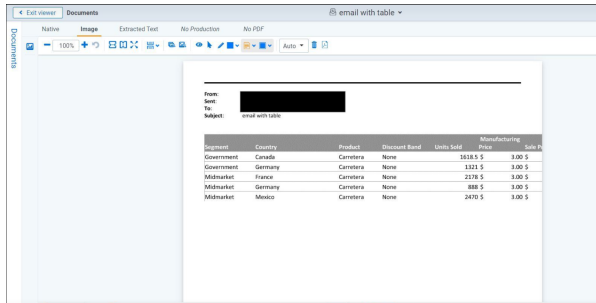 Exit viewer Documents email with table
Native Image Extracted Text No Production No PDF
Documents
100% Auto
From:
Sent:
To:
Subject: email with table
Manufacturing
Segment Country Product Discount Band Units Sold Price Sale P
Government Canada Carretera None 1618.5 $ 3.00 $
Government Germany Carretera None 1321 $ 3.00 $
Midmarket France Carretera None 2178 $ 3.00 $
Midmarket Germany Carretera None 888 $ 3.00 $
Midmarket Mexico Carretera None 2470 $ 3.00 $